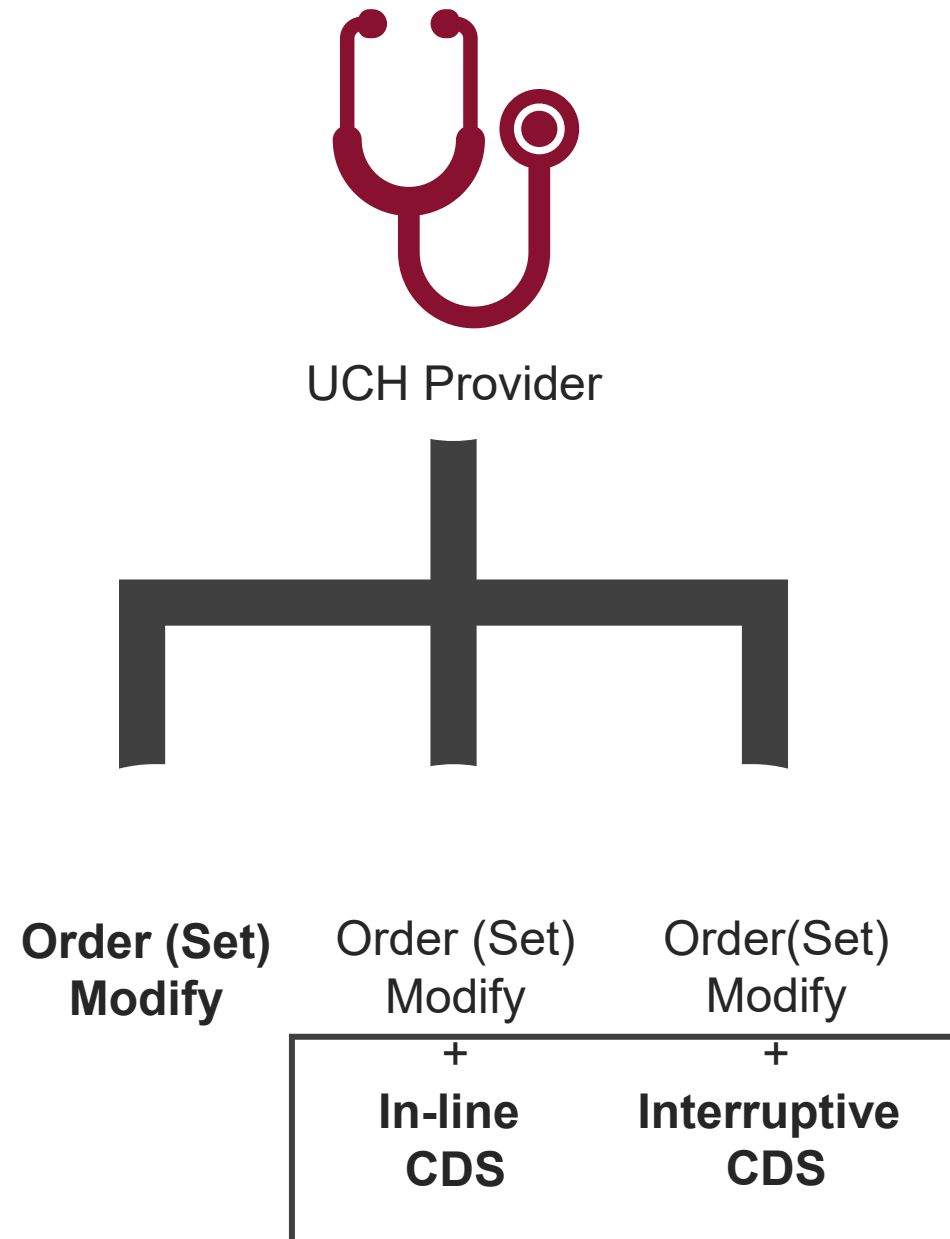 UCH Provider
Order (Set)
Modify
Order (Set)
Modify
+
In-line
CDS
Order(Set)
Modify
+
Interruptive
CDS